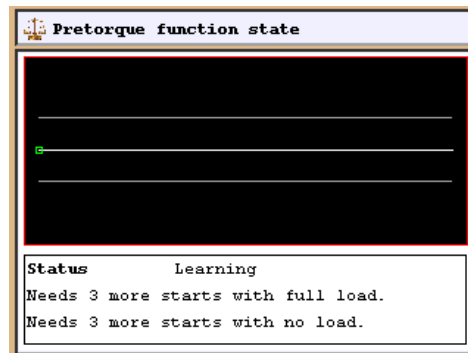 Pretorque function state
Status Learning
Needs 3 more starts with full load.
Needs 3 more starts with no load.